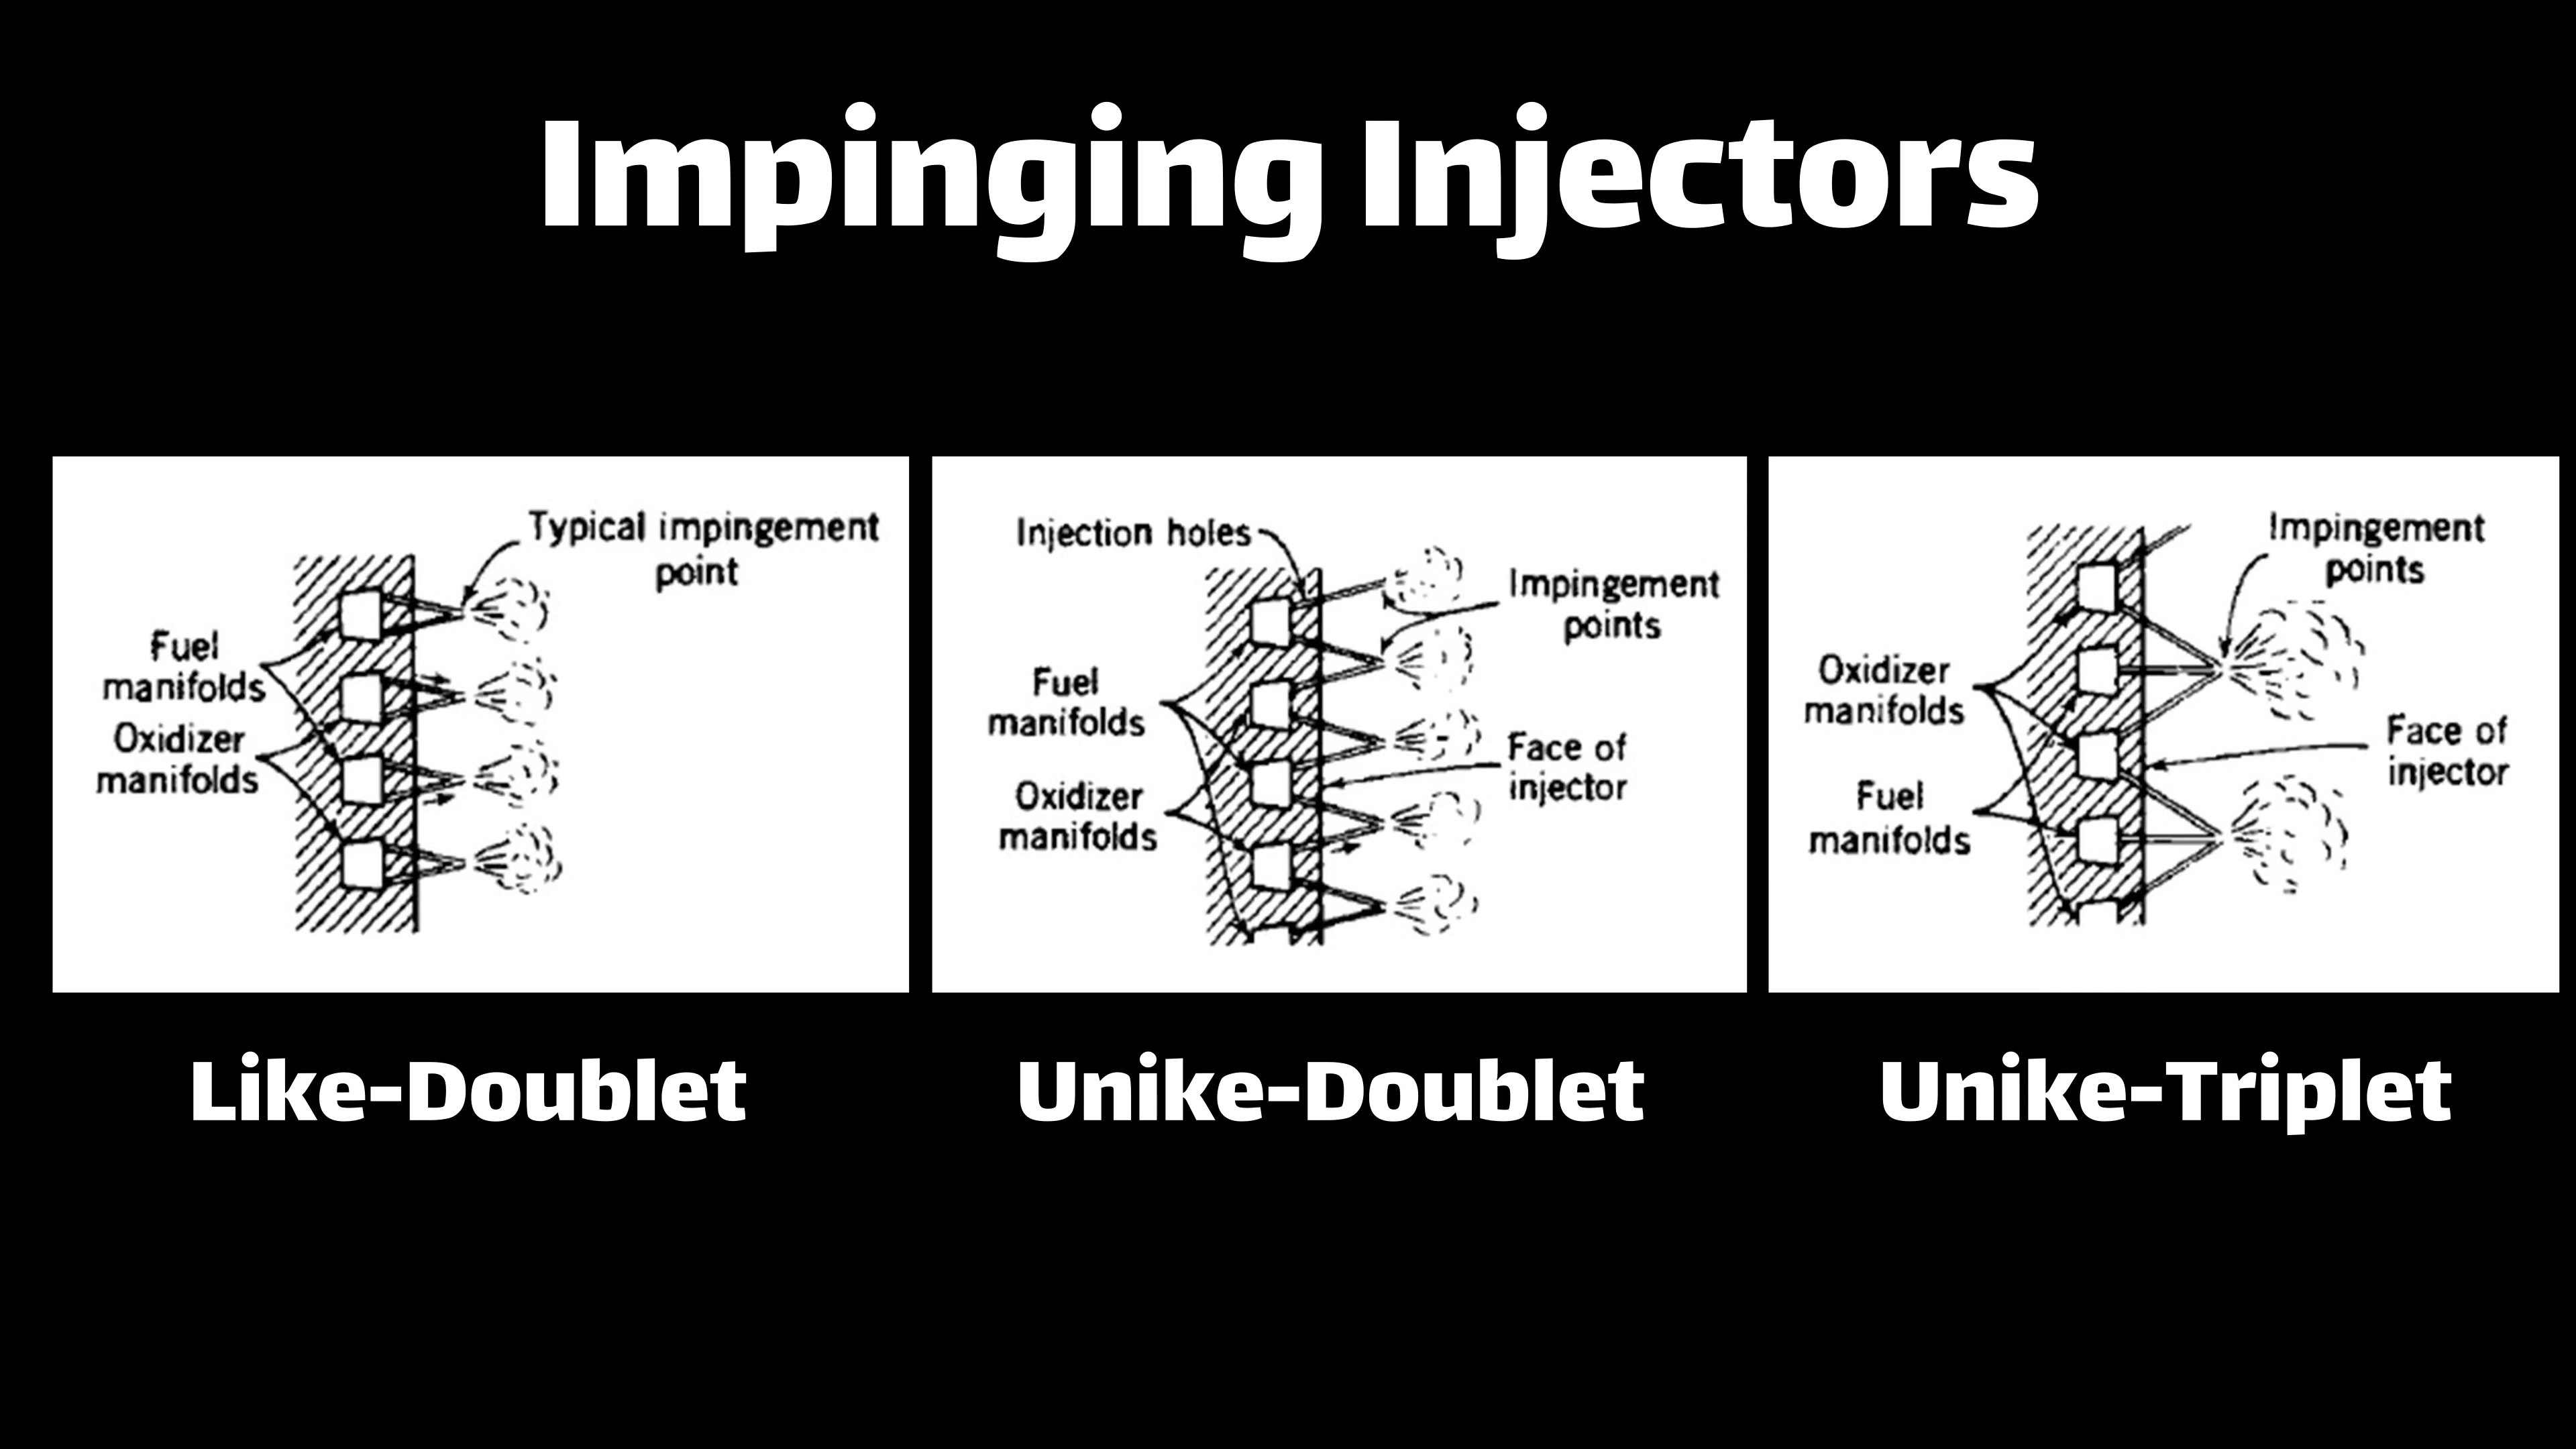 Impinging Injectors
Typical impingement
point
Fuel
manifolds
Oxidizer
manifolds
Injection holes
Impingement
points
Fuel
manifolds
Face of
injector
Oxidizer
manifolds
Impingement
points
Oxidizer
manifolds
Face of
injector
Fuel
manifolds
Like-Doublet
Unike-Doublet
Unike-Triplet